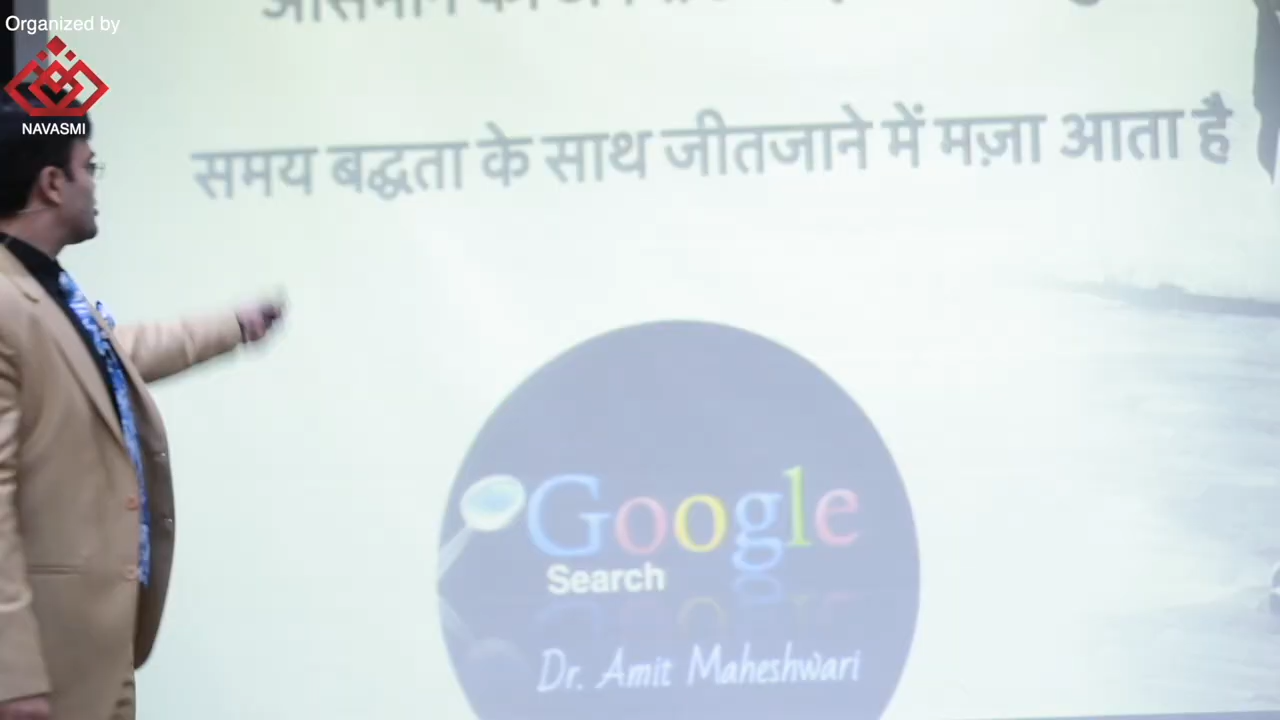 Organized by
NAVASMI
समय बद्धता के साथ जीतजाने में मज़ा आता है
Google
Search
Dr. Amit Maheshwari